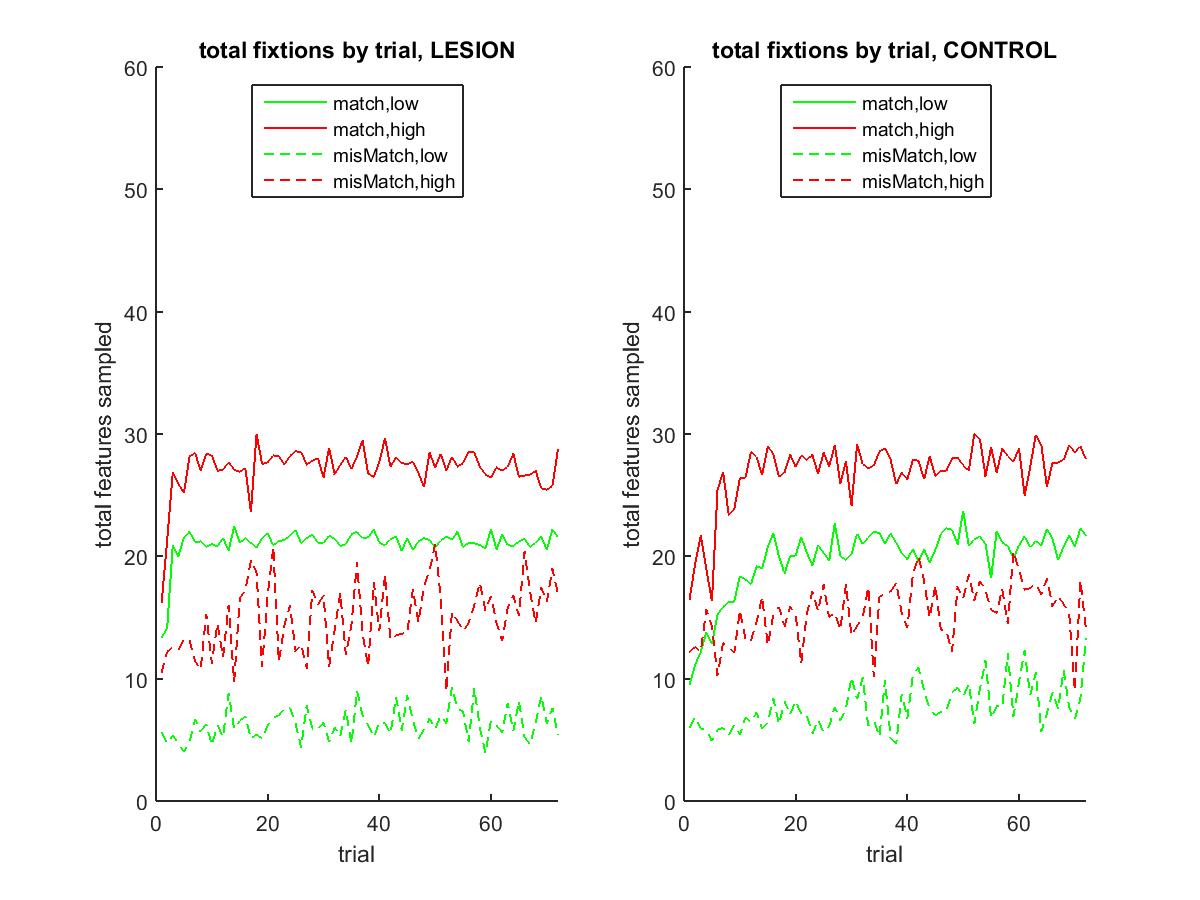 total fixtions by trial, LESION
match,low
match,high
misMatch,low
misMatch,high
60
50
40
30
20
10
0
total features sampled
0 20 40 60
trial
total fixtions by trial, CONTROL
match,low
match,high
misMatch,low
misMatch,high
60
50
40
30
20
10
0
total features sampled
0 20 40 60
trial